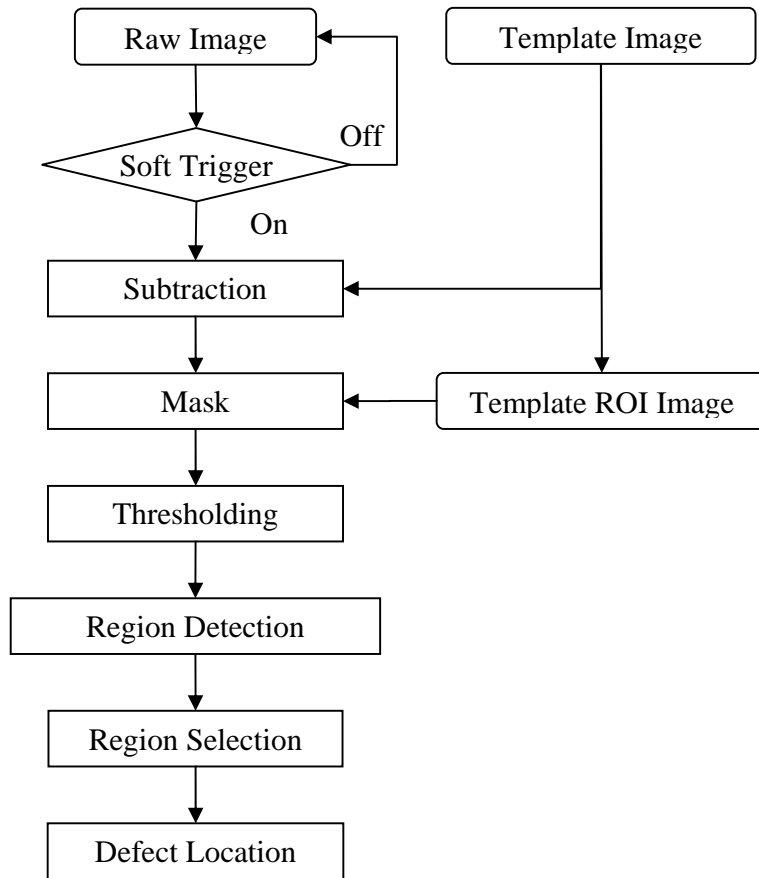 Raw Image
Template Image
Off
Soft Trigger
On
Subtraction
Mask
Template ROI Image
Thresholding
Region Detection
Region Selection
Defect Location